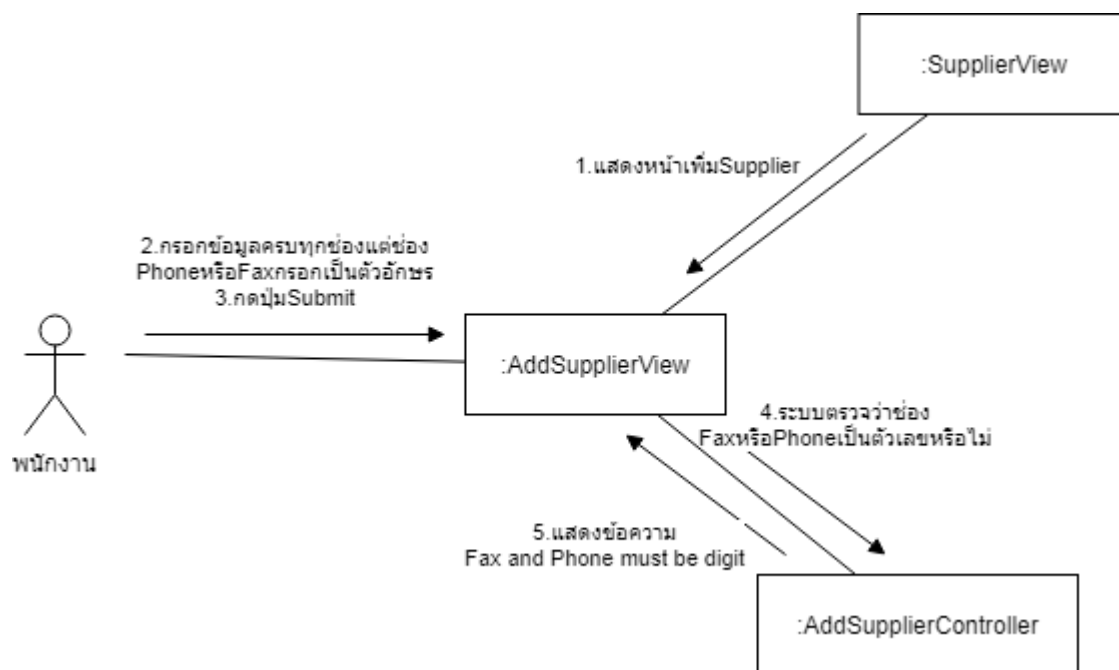 :SupplierView
1.แสดงหน้าเพิ่มSupplier
2.กรอกข้อมูลครบทุกช่องแต่ช่อง
PhoneหรือFaxกรอกเป็นตัวอักษร
3.กดปุ่มSubmit
:AddSupplierView
พนักงาน
4.ระบบตรวจว่าช่อง
FaxหรือPhoneเป็นตัวเลขหรือไม่
5.แสดงข้อความ
Fax and Phone must be digit
:AddSupplierController